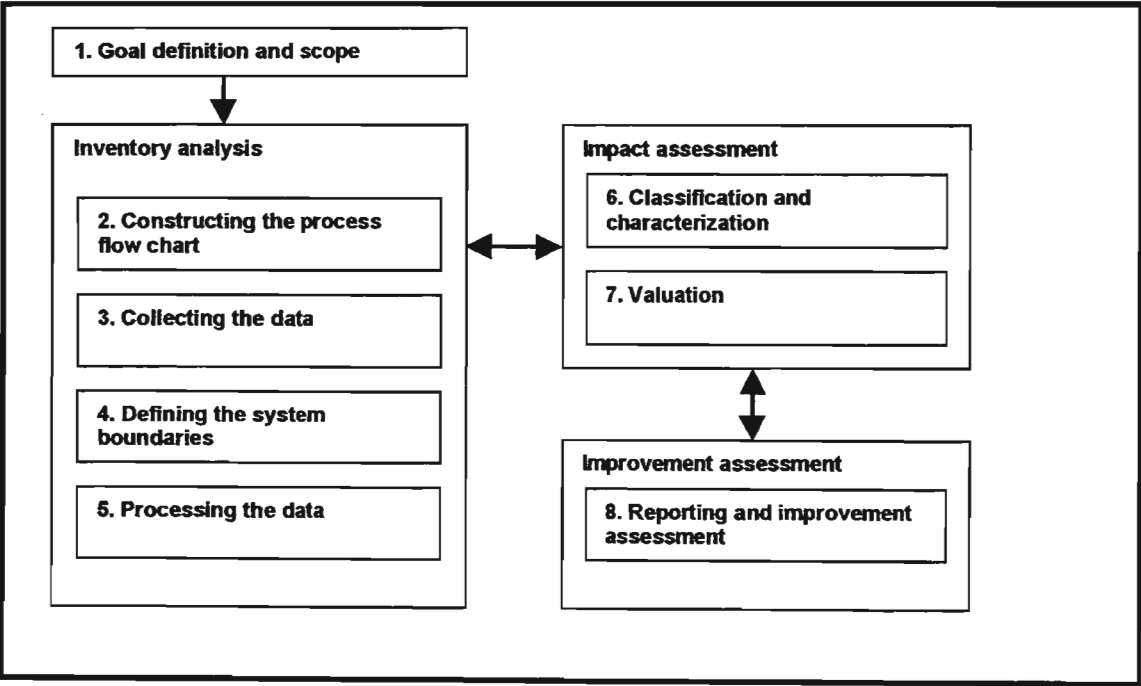 1. Goal definition and scope
Inventory analysis
2. Constructing the process
flow chart
3. Collecting the data
4. Defining the system
boundaries
5. Processing the data
Impact assessment
6. Classification and
characterization
7. Valuation
Improvement assessment
8. Reporting and improvement
assessment